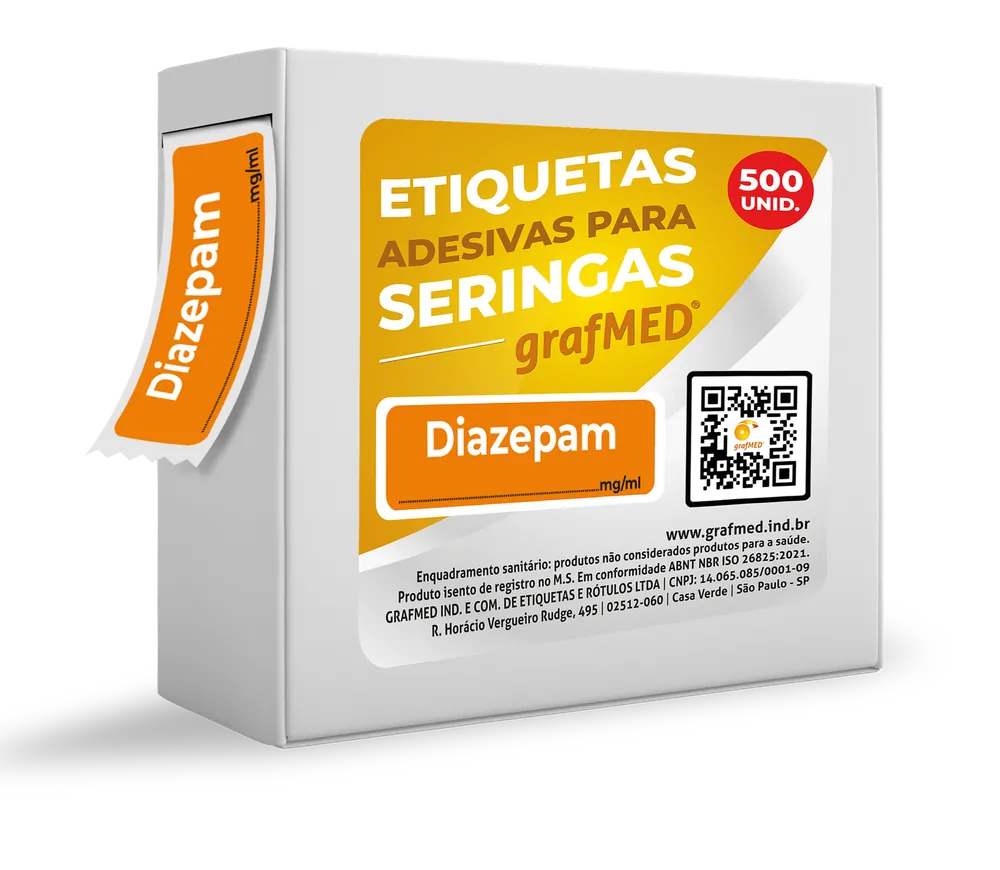 Diazepam
mg/ml
ETIQUETAS
ADESIVAS PARA
SERINGAS
grafMED®
500
UNID.
Diazepam
mg/ml
grafMED
www.grafmed.ind.br
Enquadramento sanitário: produtos não considerados produtos para a saúde.
Produto isento de registro no M.S. Em conformidade ABNT NBR ISO 26825:2021.
GRAFMED IND. E COM. DE ETIQUETAS E RÓTULOS LTDA | CNPJ: 14.065.085/0001-09
R. Horácio Vergueiro Rudge, 495 | 02512-060 | Casa Verde | São Paulo - SP